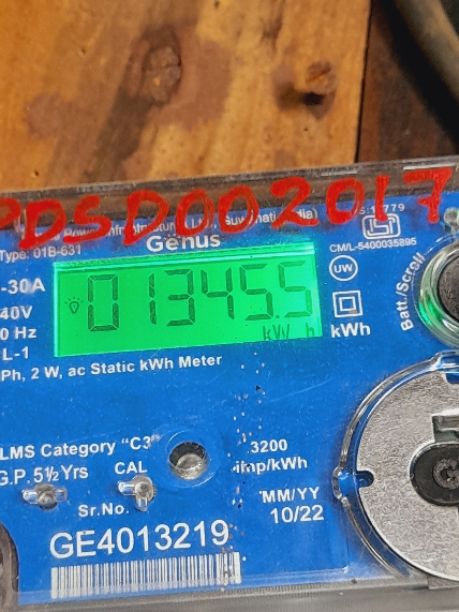 PDSD002017
Genus
Type: 01B-631
CM/L-5400035895
-30A
UW
40V
0 Hz
L-1
01345.5
kW h
kWh
Batt./Scroll
Ph, 2 W, ac Static kWh Meter
LMS Category "C3"
3200
imp/kWh
G.P. 5½ Yrs
CAL
Sr.No.
MM/YY
10/22
GE4013219